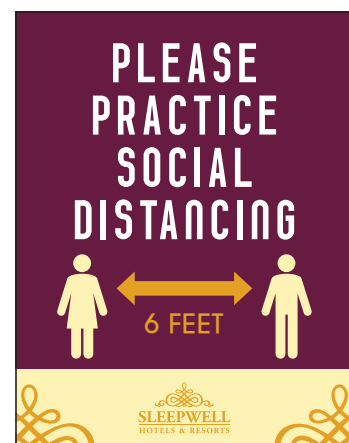 PLEASE
PRACTICE
SOCIAL
DISTANCING
6 FEET
SLEEPWELL
HOTELS & RESORTS